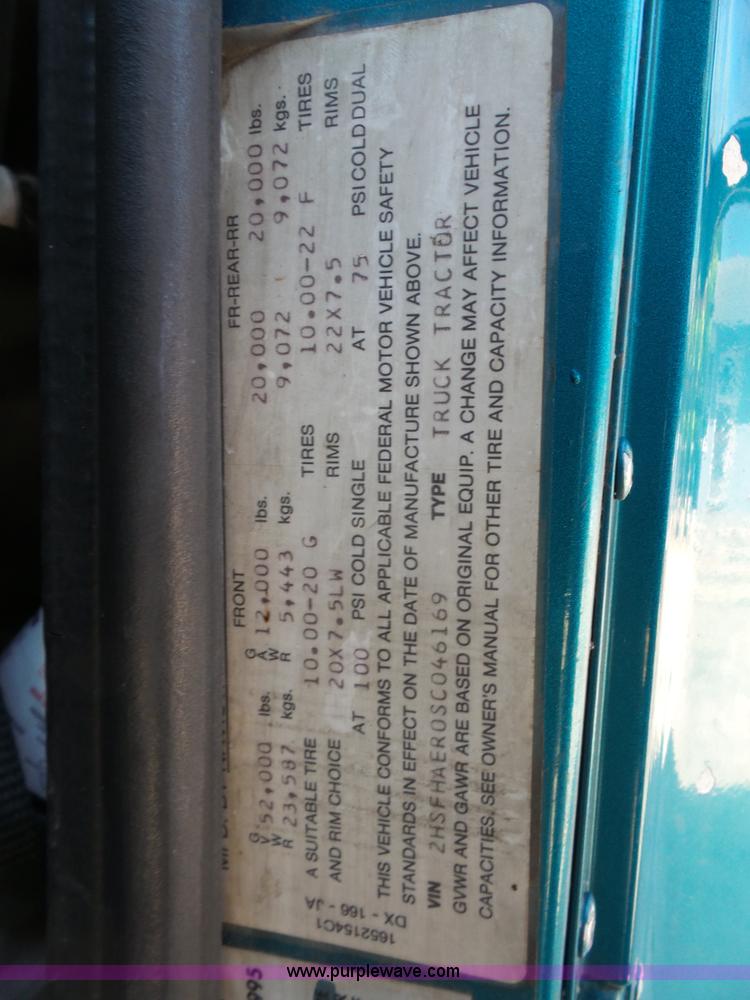 FRONT FR-REAR-RR
GVWR 52,000 lbs. GAWR 12,000 lbs. 20,000 20,000 lbs.
23,587 kgs. 5,443 kgs. 9,072 9,072 kgs.
A SUITABLE TIRE 10.00-20 G TIRES 10.00-22 F TIRES
AND RIM CHOICE 20X7.5LW RIMS 22X7.5 RIMS
AT 100 PSI COLD SINGLE AT 75 PSI COLD DUAL
THIS VEHICLE CONFORMS TO ALL APPLICABLE FEDERAL MOTOR VEHICLE SAFETY
STANDARDS IN EFFECT ON THE DATE OF MANUFACTURE SHOWN ABOVE.
VIN 2HSFHAER0SC046169 TYPE TRUCK TRACTOR
GVWR AND GAWR ARE BASED ON ORIGINAL EQUIP. A CHANGE MAY AFFECT VEHICLE
CAPACITIES. SEE OWNER'S MANUAL FOR OTHER TIRE AND CAPACITY INFORMATION.
DX - 166 - JA
1652154C1
995
www.purplewave.com